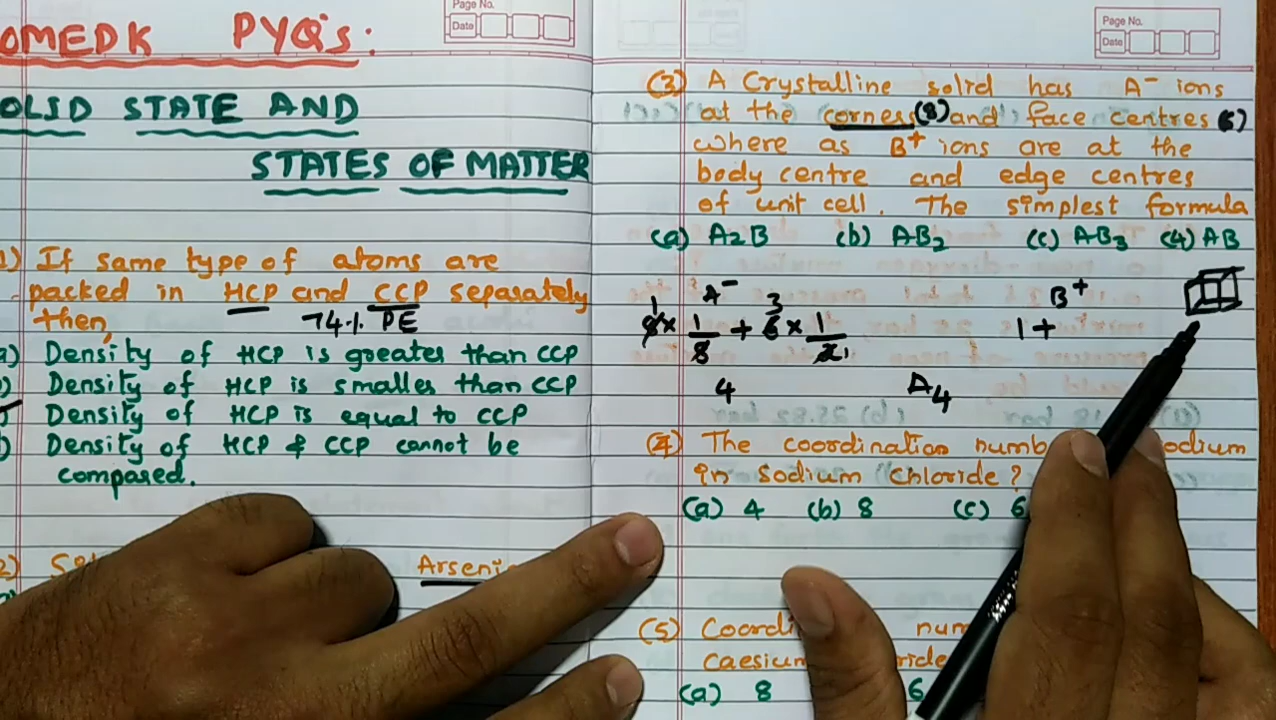 OMEDK PYQ's:
Page No.
Date
OLID STATE AND
STATES OF MATTER
1) If same type of atoms are
packed in HCP and CCP separately
then, 74% PE
a) Density of HCP is greater than CCP
) Density of HCP is smaller than CCP
) Density of HCP is equal to CCP
) Density of HCP & CCP cannot be
compared.
2) Arseni
Page No.
Date
(3) A Crystalline solid has A⁻ ions
at the corners (8) and face centres (6)
where as B⁺ ions are at the
body centre and edge centres
of unit cell. The simplest formula
(a) A2B (b) AB2 (c) AB3 (4) AB
A⁻ B⁺
1 3
8 × 1/8 + 6 × 1/2 1 +
4 A4
(4) The coordination numb sodium
in Sodium Chloride?
(a) 4 (b) 8 (c) 6
(5) Coordi num
Caesium ride
(a) 8 6